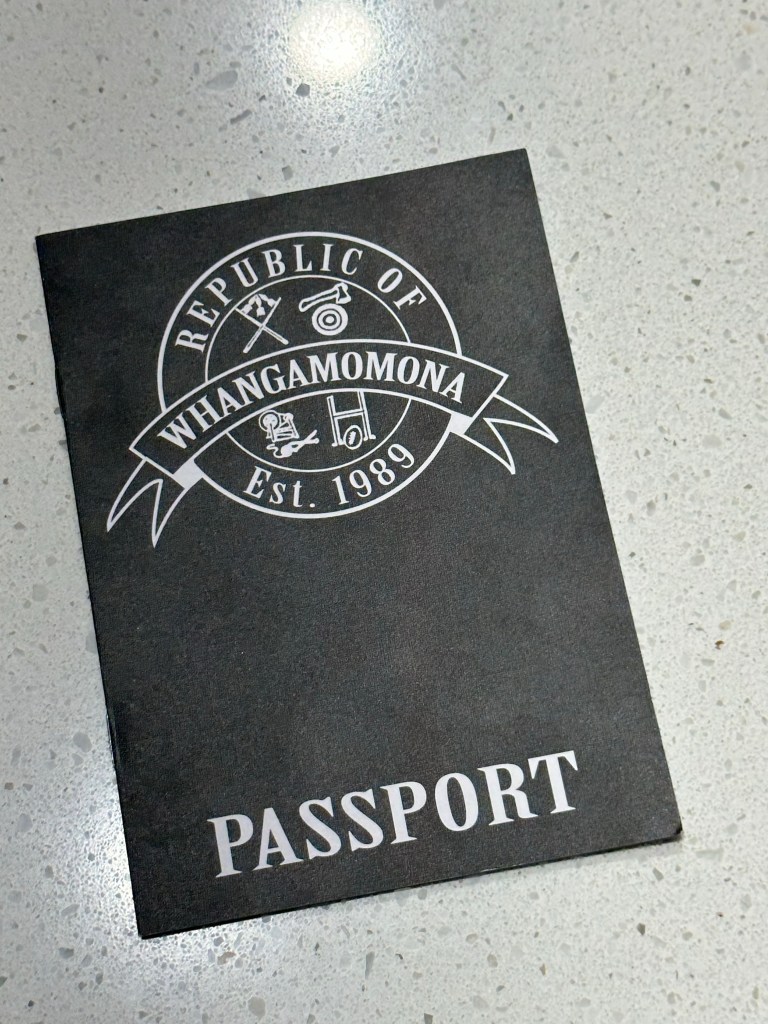 REPUBLIC OF
WHANGAMOMONA
Est. 1989
PASSPORT